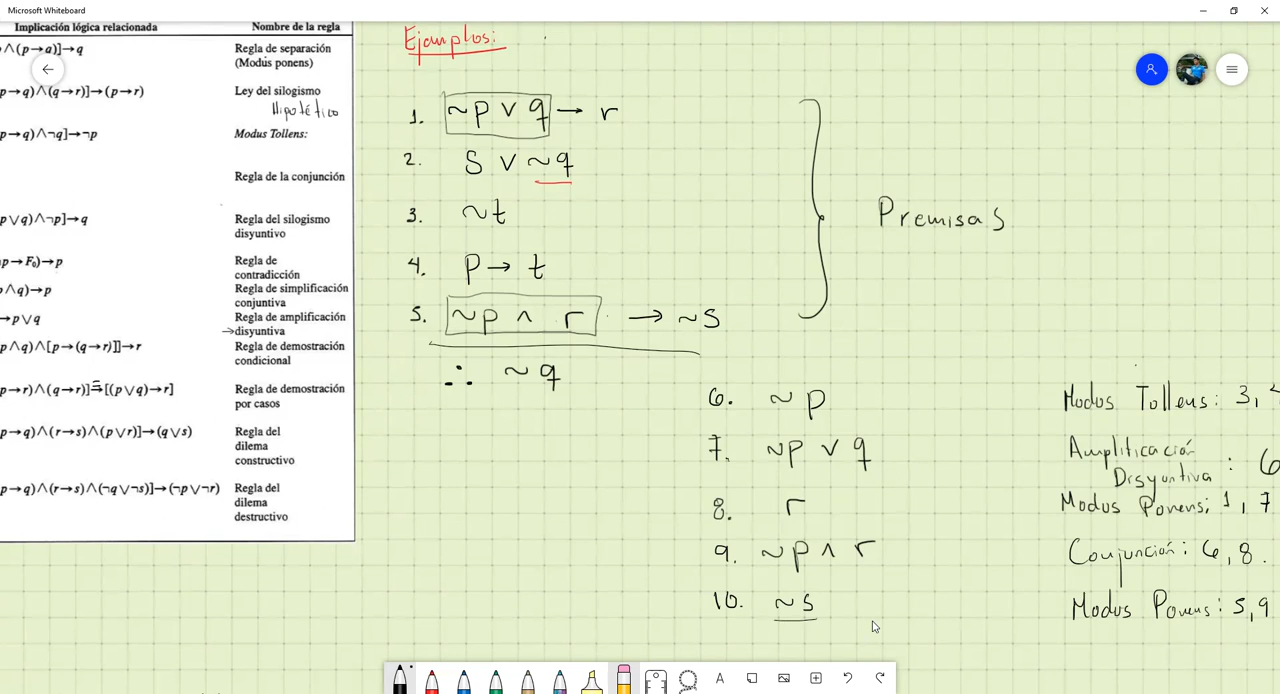 Microsoft Whiteboard
Implicación lógica relacionada Nombre de la regla
∧(p→q)]→q Regla de separación
(Modus ponens)
p→q)∧(q→r)]→(p→r) Ley del silogismo
Hipotético
p→q)∧¬q]→¬p Modus Tollens:
Regla de la conjunción
p∨q)∧¬p]→q Regla del silogismo
disyuntivo
p→F₀)→p Regla de
contradicción
∧q)→p Regla de simplificación
conjuntiva
→p∨q Regla de amplificación
→disyuntiva
p∧q)∧[p→(q→r)]]→r Regla de demostración
condicional
p→r)∧(q→r)]→[(p∨q)→r] Regla de demostración
por casos
p→q)∧(r→s)∧(p∨r)]→(q∨s) Regla del
dilema
constructivo
p→q)∧(r→s)∧(¬q∨¬s)]→(¬p∨¬r) Regla del
dilema
destructivo
Ejemplos:
1. ~p ∨ q → r
2. S ∨ ~q
3. ~t
4. p → t
5. ~p ∧ r → ~s
∴ ~q
Premisas
6. ~p Modus Tollens: 3,
7. ~p ∨ q Amplificación
Disyuntiva : 6
8. r Modus Ponens; 1, 7
9. ~p ∧ r Conjunción: 6, 8.
10. ~s Modus Ponens: 5, 9
A